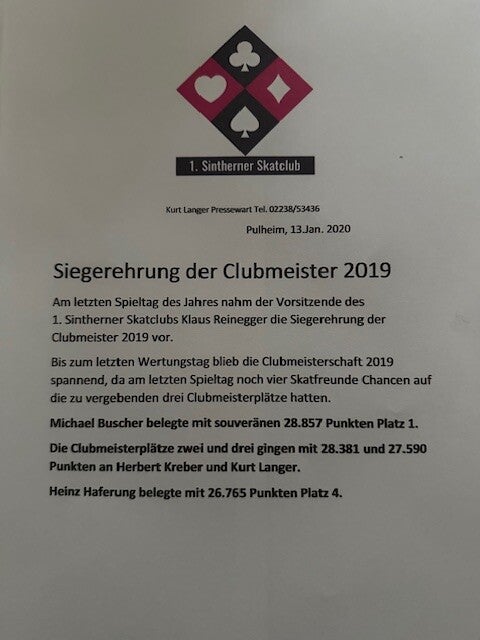 1. Sintherner Skatclub
Kurt Langer Pressewart Tel. 02238/53436
Pulheim, 13.Jan. 2020
Siegerehrung der Clubmeister 2019
Am letzten Spieltag des Jahres nahm der Vorsitzende des
1. Sintherner Skatclubs Klaus Reinegger die Siegerehrung der
Clubmeister 2019 vor.
Bis zum letzten Wertungstag blieb die Clubmeisterschaft 2019
spannend, da am letzten Spieltag noch vier Skatfreunde Chancen auf
die zu vergebenden drei Clubmeisterplätze hatten.
Michael Buscher belegte mit souveränen 28.857 Punkten Platz 1.
Die Clubmeisterplätze zwei und drei gingen mit 28.381 und 27.590
Punkten an Herbert Kreber und Kurt Langer.
Heinz Haferung belegte mit 26.765 Punkten Platz 4.